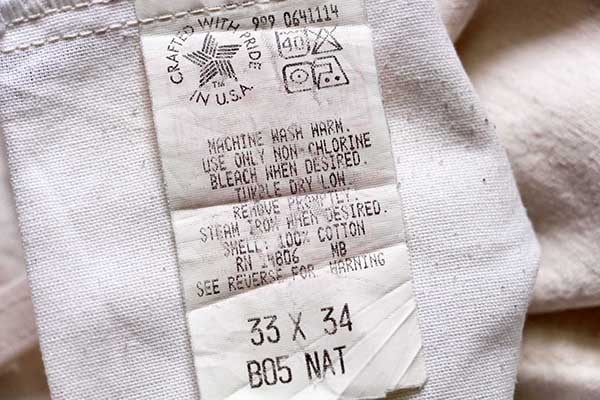 999 0641114
CRAFTED WITH PRIDE
IN U.S.A
TM
40
MACHINE WASH WARM.
USE ONLY NON-CHLORINE
BLEACH WHEN DESIRED.
TUMBLE DRY LOW
REMOVE PROMPTLY.
STEAM IRON WHEN DESIRED.
SHELL: 100% COTTON
RN 14806 MB
SEE REVERSE FOR WARNING
33 X 34
B05 NAT